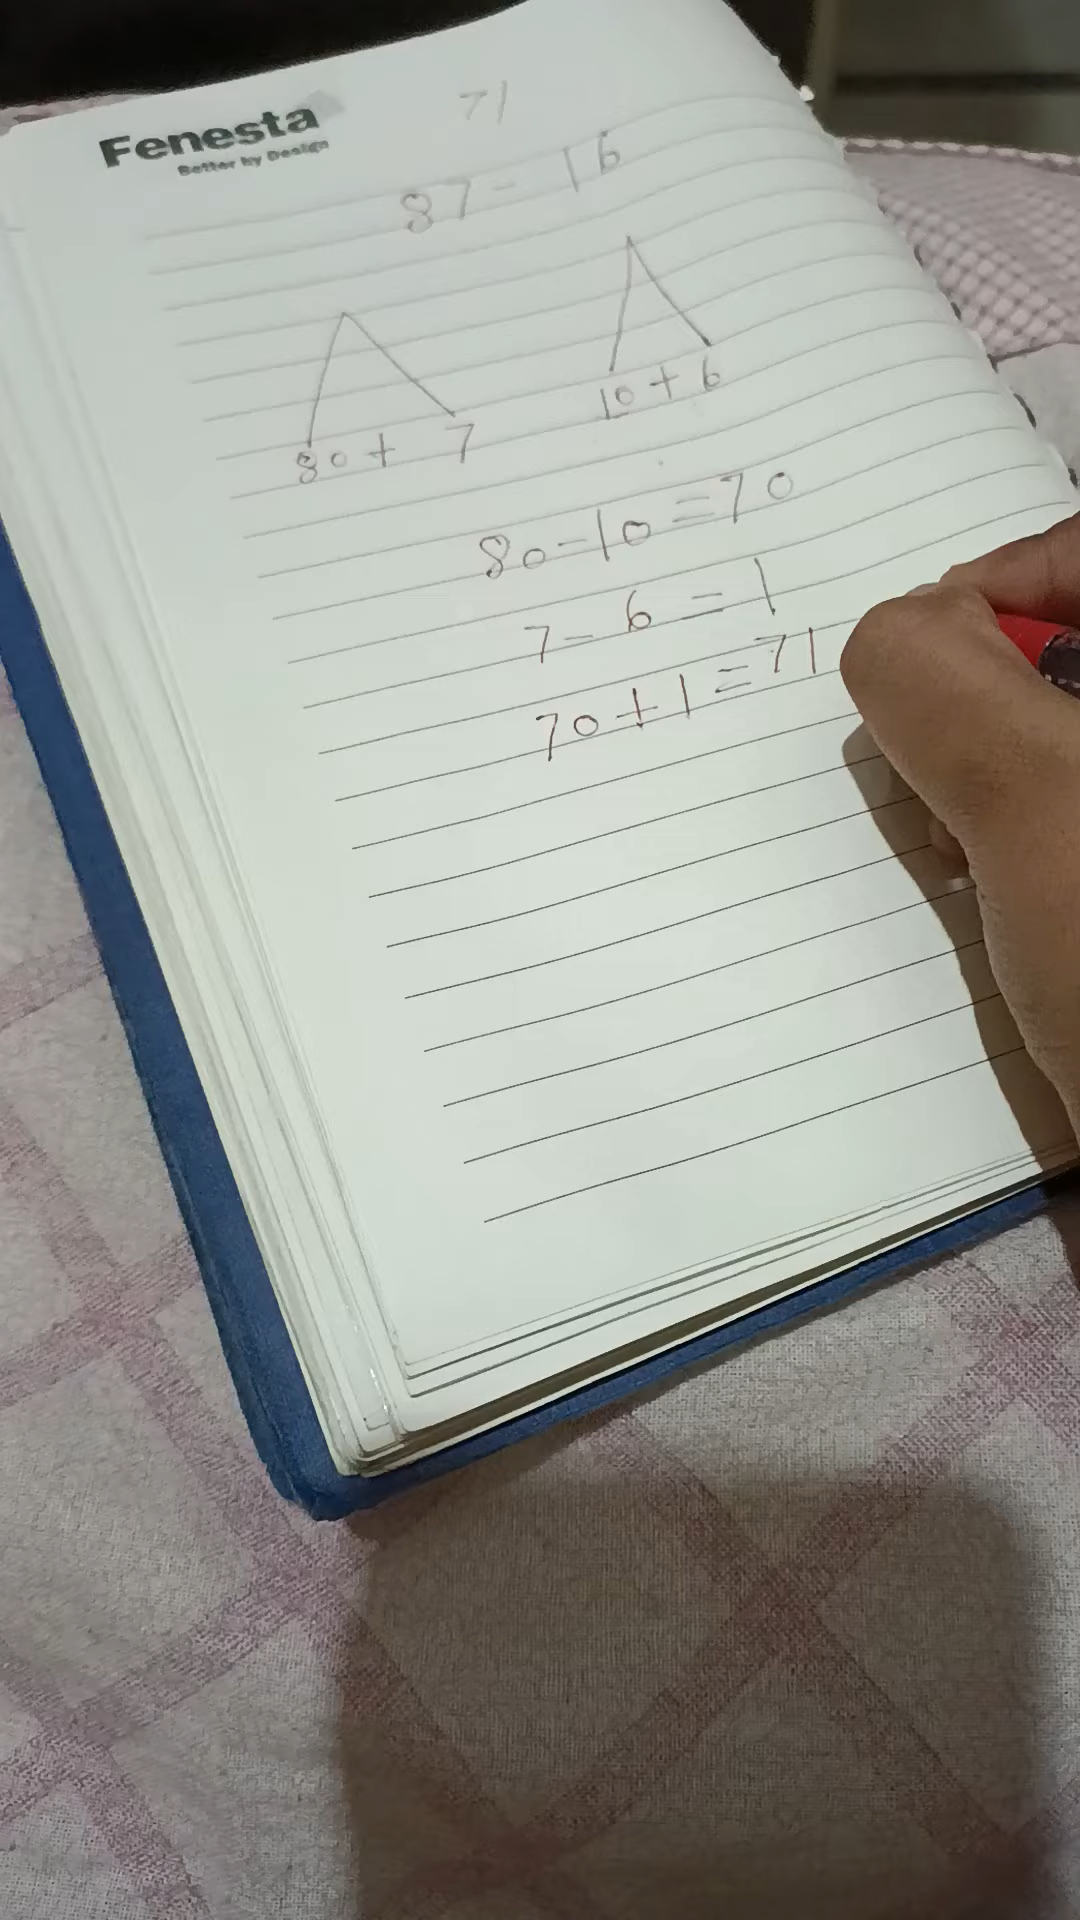 Fenesta
Better by Design
71
87 - 16
80 + 7
10 + 6
80 - 10 = 70
7 - 6 = 1
70 + 1 = 71